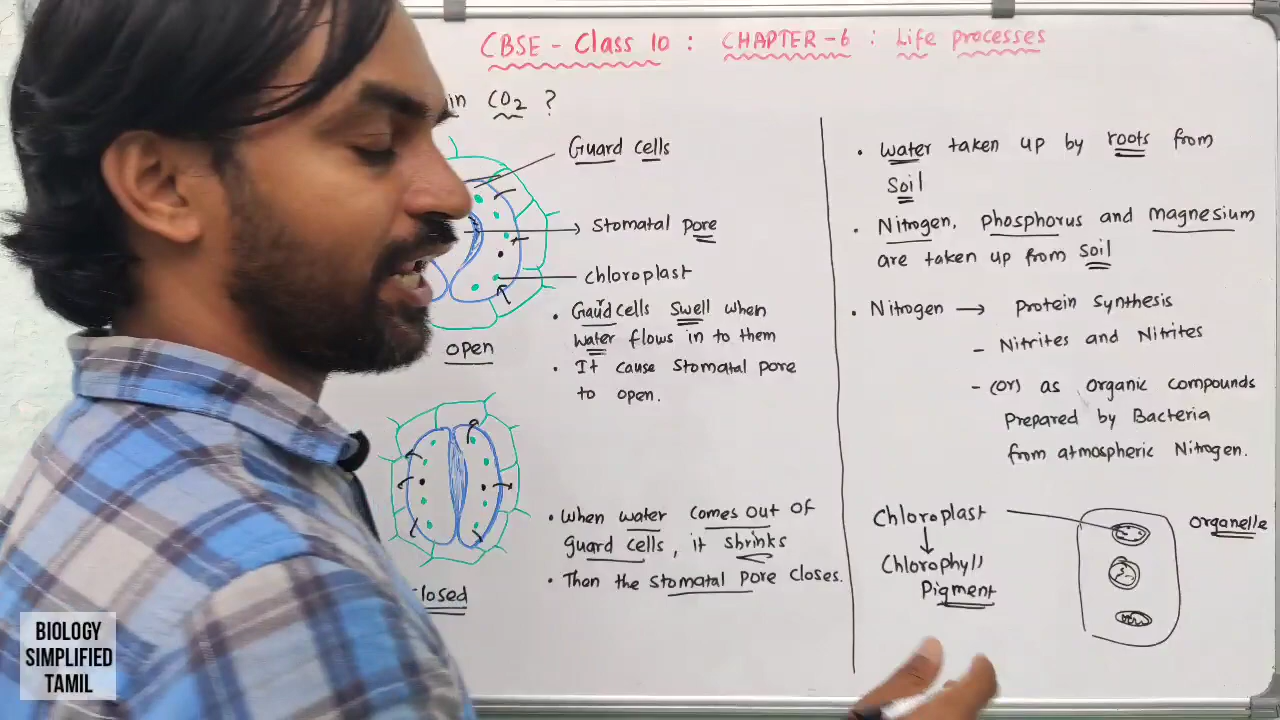 CBSE - Class 10 : CHAPTER - 6 : Life processes
in CO2 ?
Guard cells
Stomatal pore
chloroplast
open
. Gaurd cells Swell when
water flows in to them
. It cause Stomatal pore
to open.
closed
. When water comes out of
guard cells, it shrinks
. Then the stomatal pore closes.
. water taken up by roots from
Soil
. Nitrogen, phosphorus and magnesium
are taken up from soil
. Nitrogen → protein synthesis
- Nitrites and Nitrites
- (or) as organic compounds
Prepared by Bacteria
from atmospheric Nitrogen.
Chloroplast
↓
Chlorophyll
Pigment
organelle
BIOLOGY
SIMPLIFIED
TAMIL